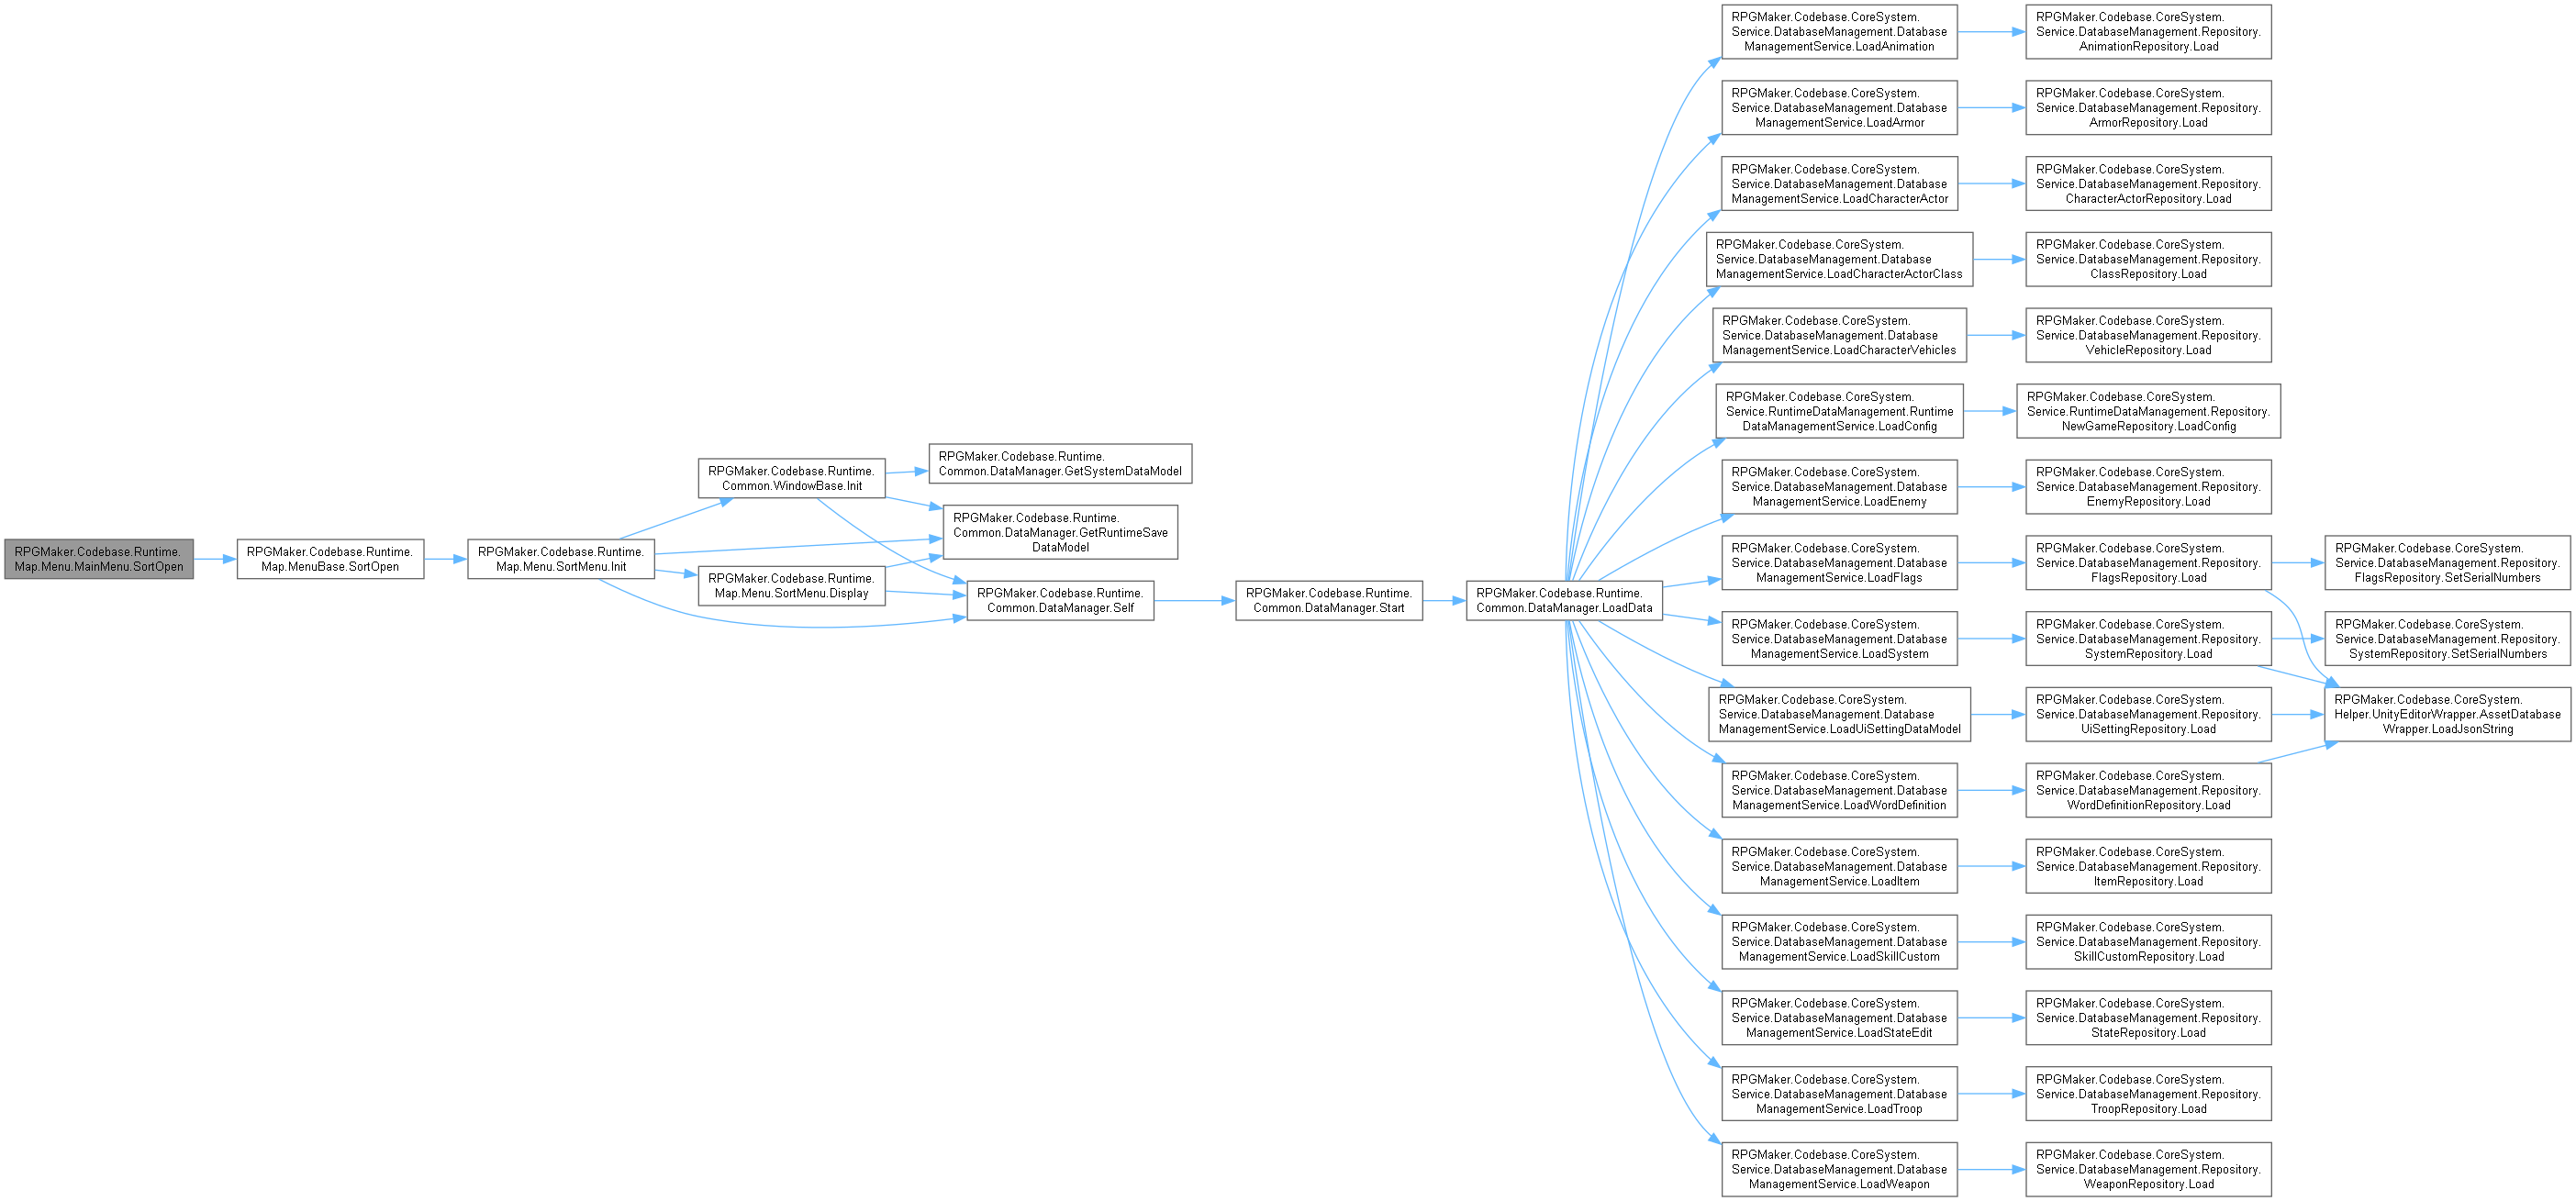 RPGMaker.Codebase.Runtime.
Map.Menu.MainMenu.SortOpen
RPGMaker.Codebase.Runtime.
Map.MenuBase.SortOpen
RPGMaker.Codebase.Runtime.
Map.Menu.SortMenu.Init
RPGMaker.Codebase.Runtime.
Common.WindowBase.Init
RPGMaker.Codebase.Runtime.
Map.Menu.SortMenu.Display
RPGMaker.Codebase.Runtime.
Common.DataManager.GetSystemDataModel
RPGMaker.Codebase.Runtime.
Common.DataManager.GetRuntimeSave
DataModel
RPGMaker.Codebase.Runtime.
Common.DataManager.Self
RPGMaker.Codebase.Runtime.
Common.DataManager.Start
RPGMaker.Codebase.Runtime.
Common.DataManager.LoadData
RPGMaker.Codebase.CoreSystem.
Service.DatabaseManagement.Database
ManagementService.LoadAnimation
RPGMaker.Codebase.CoreSystem.
Service.DatabaseManagement.Repository.
AnimationRepository.Load
RPGMaker.Codebase.CoreSystem.
Service.DatabaseManagement.Database
ManagementService.LoadArmor
RPGMaker.Codebase.CoreSystem.
Service.DatabaseManagement.Repository.
ArmorRepository.Load
RPGMaker.Codebase.CoreSystem.
Service.DatabaseManagement.Database
ManagementService.LoadCharacterActor
RPGMaker.Codebase.CoreSystem.
Service.DatabaseManagement.Repository.
CharacterActorRepository.Load
RPGMaker.Codebase.CoreSystem.
Service.DatabaseManagement.Database
ManagementService.LoadCharacterActorClass
RPGMaker.Codebase.CoreSystem.
Service.DatabaseManagement.Repository.
ClassRepository.Load
RPGMaker.Codebase.CoreSystem.
Service.DatabaseManagement.Database
ManagementService.LoadCharacterVehicles
RPGMaker.Codebase.CoreSystem.
Service.DatabaseManagement.Repository.
VehicleRepository.Load
RPGMaker.Codebase.CoreSystem.
Service.RuntimeDataManagement.Runtime
DataManagementService.LoadConfig
RPGMaker.Codebase.CoreSystem.
Service.RuntimeDataManagement.Repository.
NewGameRepository.LoadConfig
RPGMaker.Codebase.CoreSystem.
Service.DatabaseManagement.Database
ManagementService.LoadEnemy
RPGMaker.Codebase.CoreSystem.
Service.DatabaseManagement.Repository.
EnemyRepository.Load
RPGMaker.Codebase.CoreSystem.
Service.DatabaseManagement.Database
ManagementService.LoadFlags
RPGMaker.Codebase.CoreSystem.
Service.DatabaseManagement.Repository.
FlagsRepository.Load
RPGMaker.Codebase.CoreSystem.
Service.DatabaseManagement.Repository.
FlagsRepository.SetSerialNumbers
RPGMaker.Codebase.CoreSystem.
Service.DatabaseManagement.Database
ManagementService.LoadSystem
RPGMaker.Codebase.CoreSystem.
Service.DatabaseManagement.Repository.
SystemRepository.Load
RPGMaker.Codebase.CoreSystem.
Service.DatabaseManagement.Repository.
SystemRepository.SetSerialNumbers
RPGMaker.Codebase.CoreSystem.
Service.DatabaseManagement.Database
ManagementService.LoadUiSettingDataModel
RPGMaker.Codebase.CoreSystem.
Service.DatabaseManagement.Repository.
UiSettingRepository.Load
RPGMaker.Codebase.CoreSystem.
Helper.UnityEditorWrapper.AssetDatabase
Wrapper.LoadJsonString
RPGMaker.Codebase.CoreSystem.
Service.DatabaseManagement.Database
ManagementService.LoadWordDefinition
RPGMaker.Codebase.CoreSystem.
Service.DatabaseManagement.Repository.
WordDefinitionRepository.Load
RPGMaker.Codebase.CoreSystem.
Service.DatabaseManagement.Database
ManagementService.LoadItem
RPGMaker.Codebase.CoreSystem.
Service.DatabaseManagement.Repository.
ItemRepository.Load
RPGMaker.Codebase.CoreSystem.
Service.DatabaseManagement.Database
ManagementService.LoadSkillCustom
RPGMaker.Codebase.CoreSystem.
Service.DatabaseManagement.Repository.
SkillCustomRepository.Load
RPGMaker.Codebase.CoreSystem.
Service.DatabaseManagement.Database
ManagementService.LoadStateEdit
RPGMaker.Codebase.CoreSystem.
Service.DatabaseManagement.Repository.
StateRepository.Load
RPGMaker.Codebase.CoreSystem.
Service.DatabaseManagement.Database
ManagementService.LoadTroop
RPGMaker.Codebase.CoreSystem.
Service.DatabaseManagement.Repository.
TroopRepository.Load
RPGMaker.Codebase.CoreSystem.
Service.DatabaseManagement.Database
ManagementService.LoadWeapon
RPGMaker.Codebase.CoreSystem.
Service.DatabaseManagement.Repository.
WeaponRepository.Load